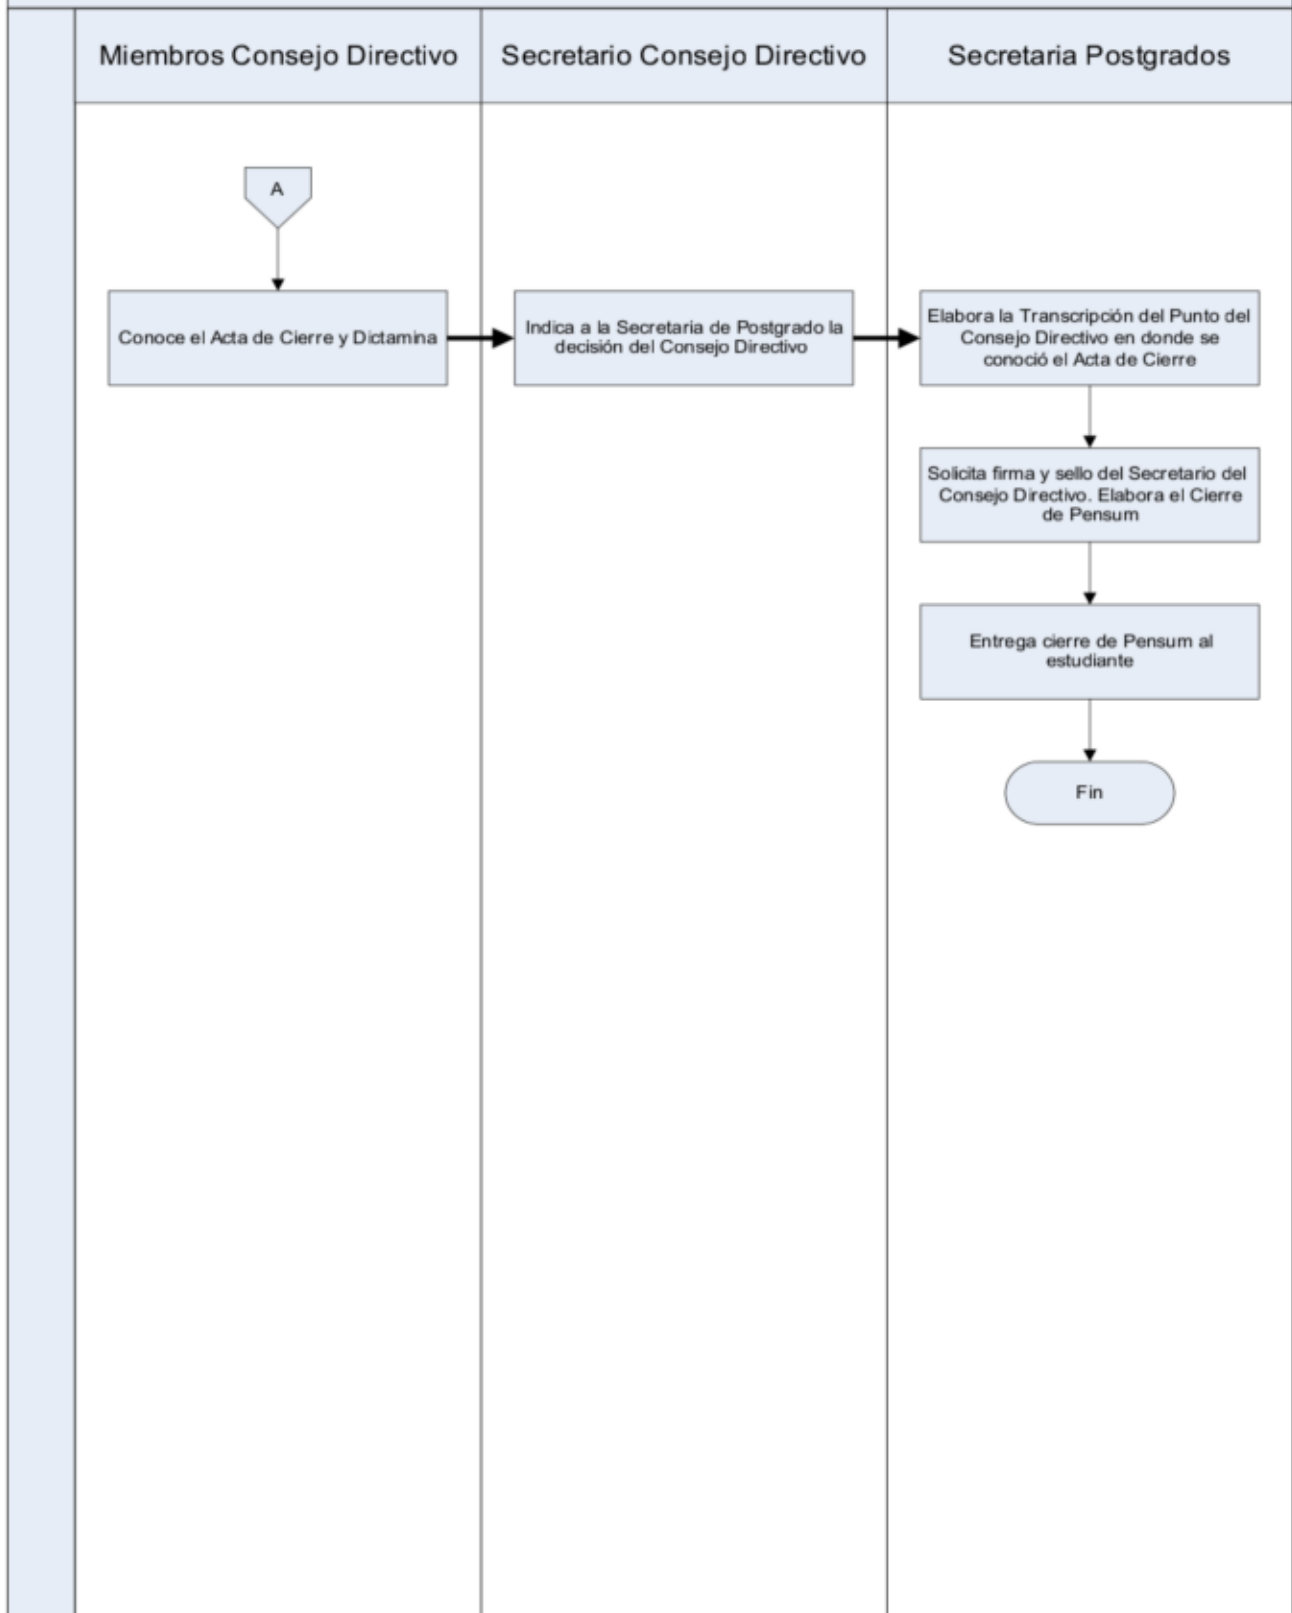 Miembros Consejo Directivo
Secretario Consejo Directivo
Secretaria Postgrados
A
Conoce el Acta de Cierre y Dictamina
Indica a la Secretaria de Postgrado la
decisión del Consejo Directivo
Elabora la Transcripción del Punto del
Consejo Directivo en donde se
conoció el Acta de Cierre
Solicita firma y sello del Secretario del
Consejo Directivo. Elabora el Cierre
de Pensum
Entrega cierre de Pensum al
estudiante
Fin